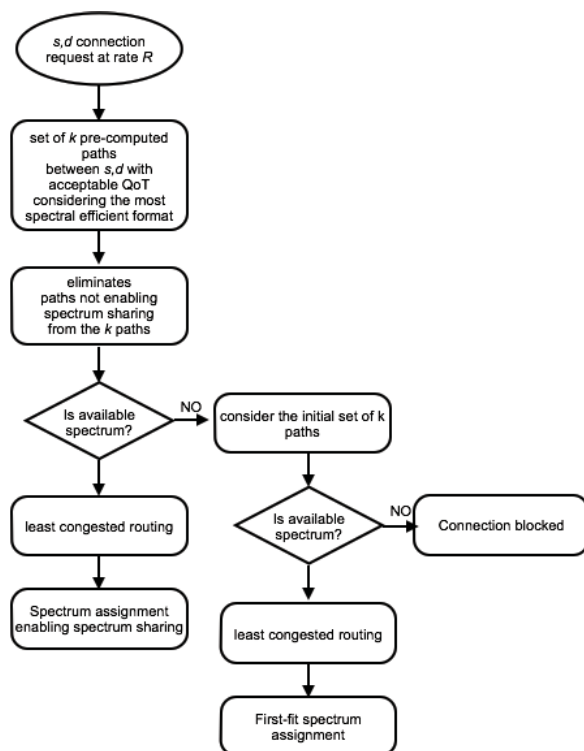 s,d connection
request at rate R
set of k pre-computed
paths
between s,d with
acceptable QoT
considering the most
spectral efficient format
eliminates
paths not enabling
spectrum sharing
from the k paths
Is available
spectrum?
NO
consider the initial set of k
paths
least congested routing
Is available
spectrum?
NO
Connection blocked
Spectrum assignment
enabling spectrum sharing
least congested routing
First-fit spectrum
assignment